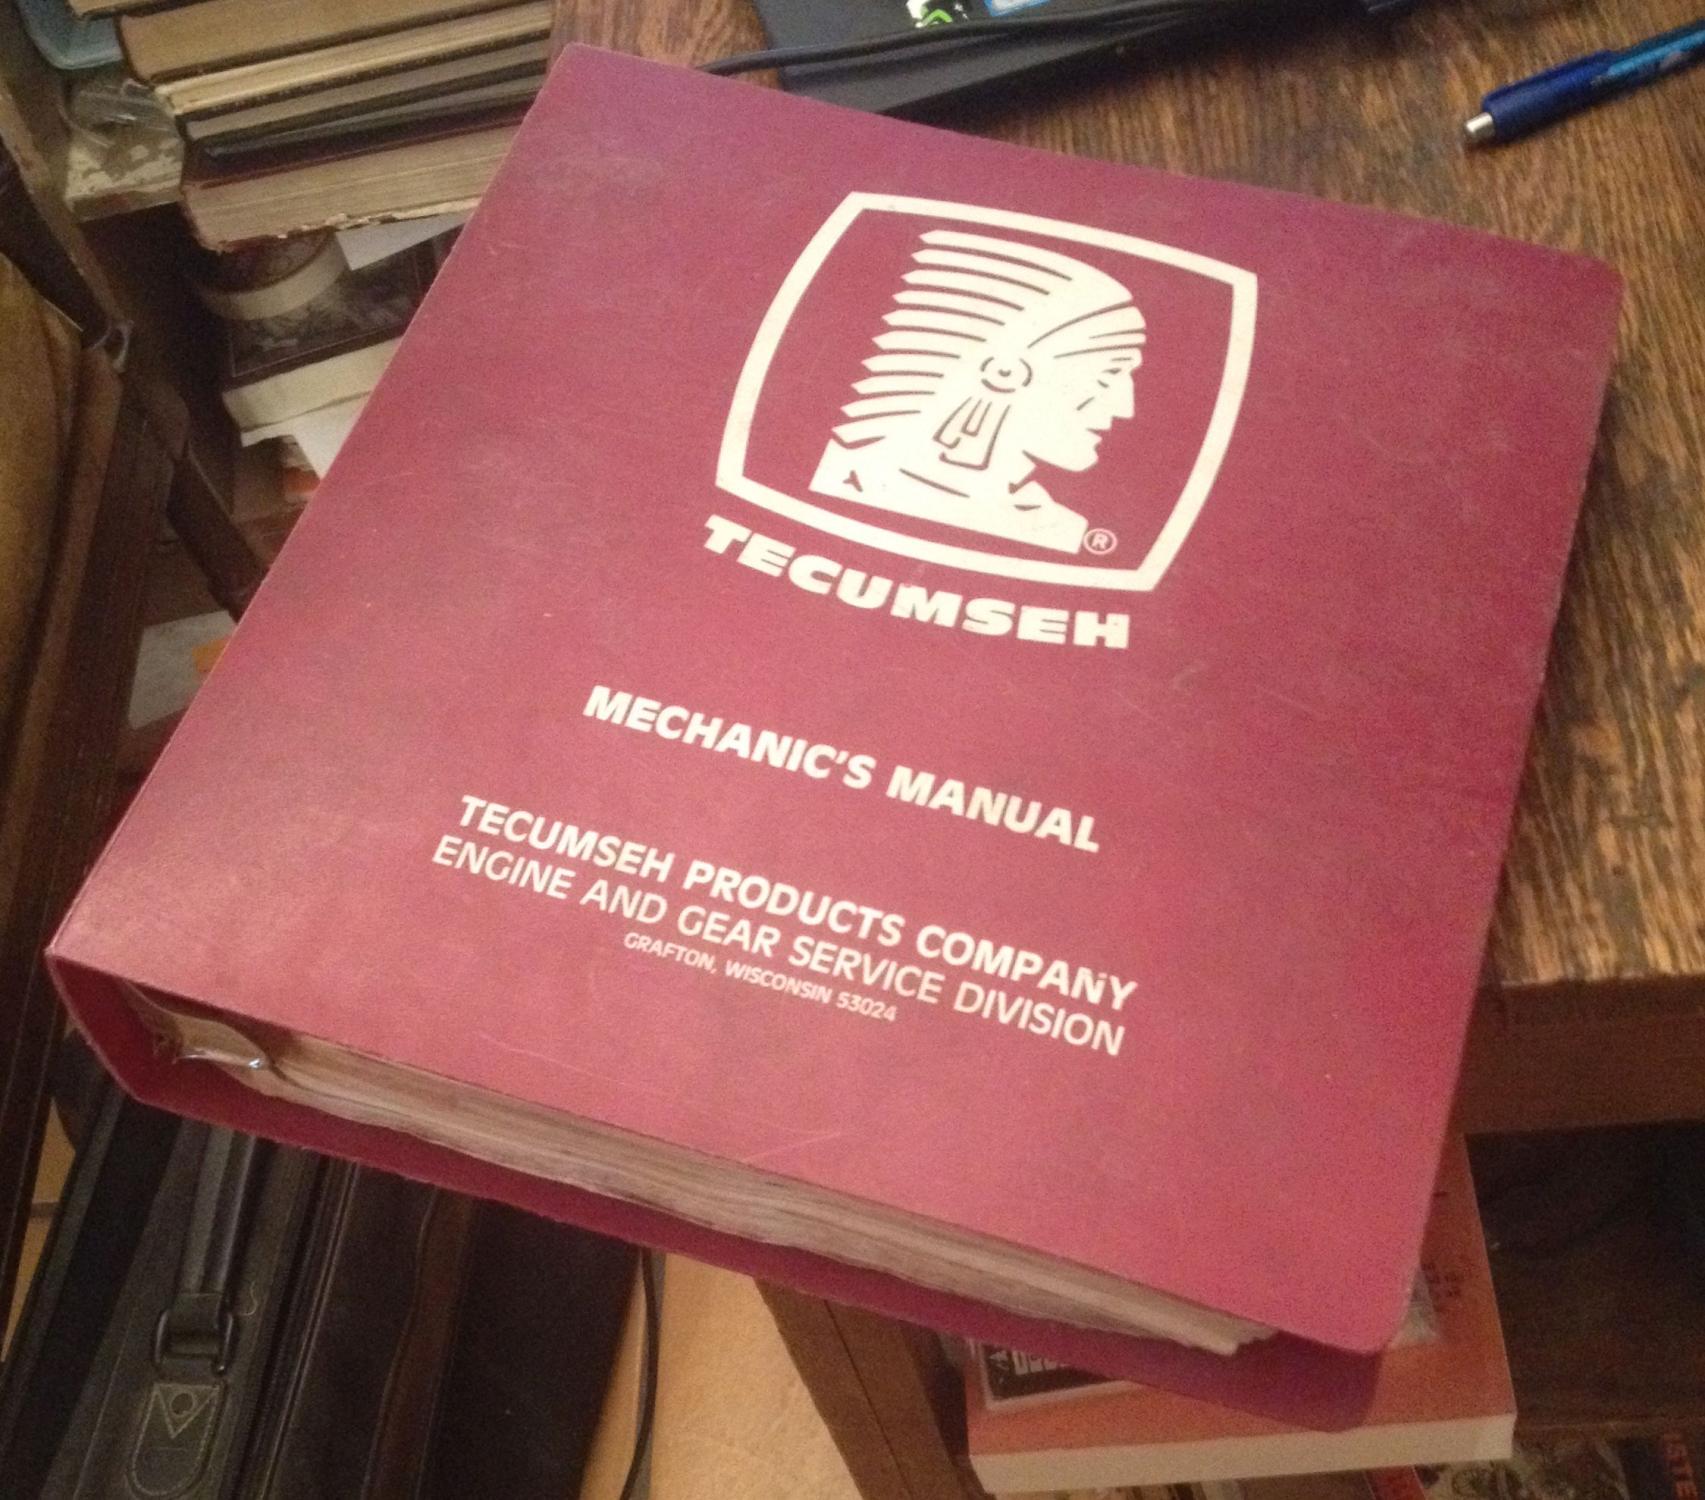 ®
TECUMSEH
MECHANIC'S MANUAL
TECUMSEH PRODUCTS COMPANY
ENGINE AND GEAR SERVICE DIVISION
GRAFTON, WISCONSIN 53024